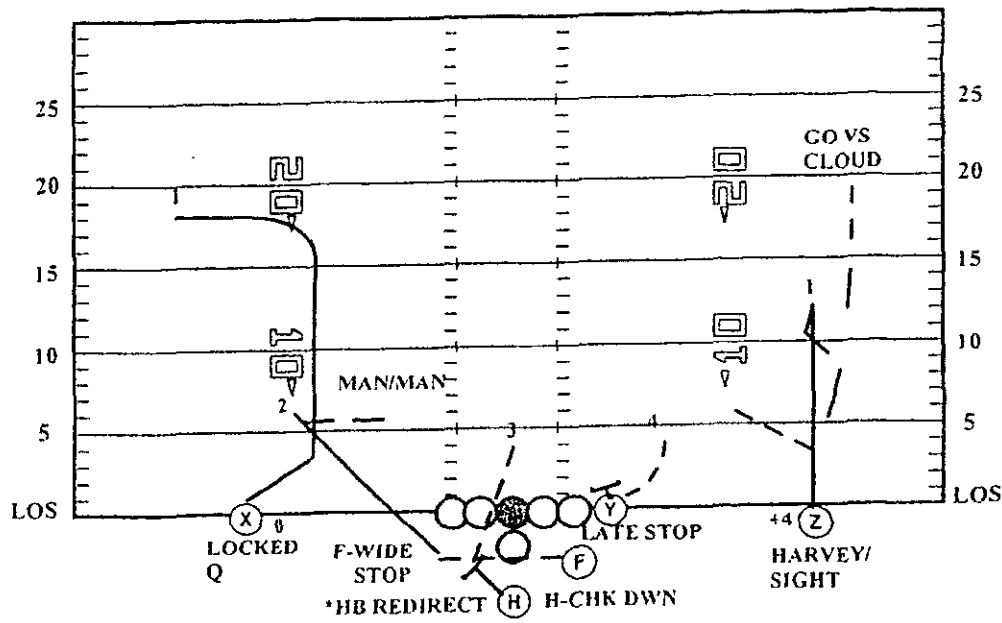 25 25
GO VS
CLOUD
20 20
1
15 15
1
10 10
MAN/MAN
2
3 4
5 5
LOS LOS
X 0 Y +4 Z
LOCKED LATE STOP HARVEY/
Q F-WIDE F SIGHT
STOP
*HB REDIRECT H H-CHK DWN
20
20
10
10